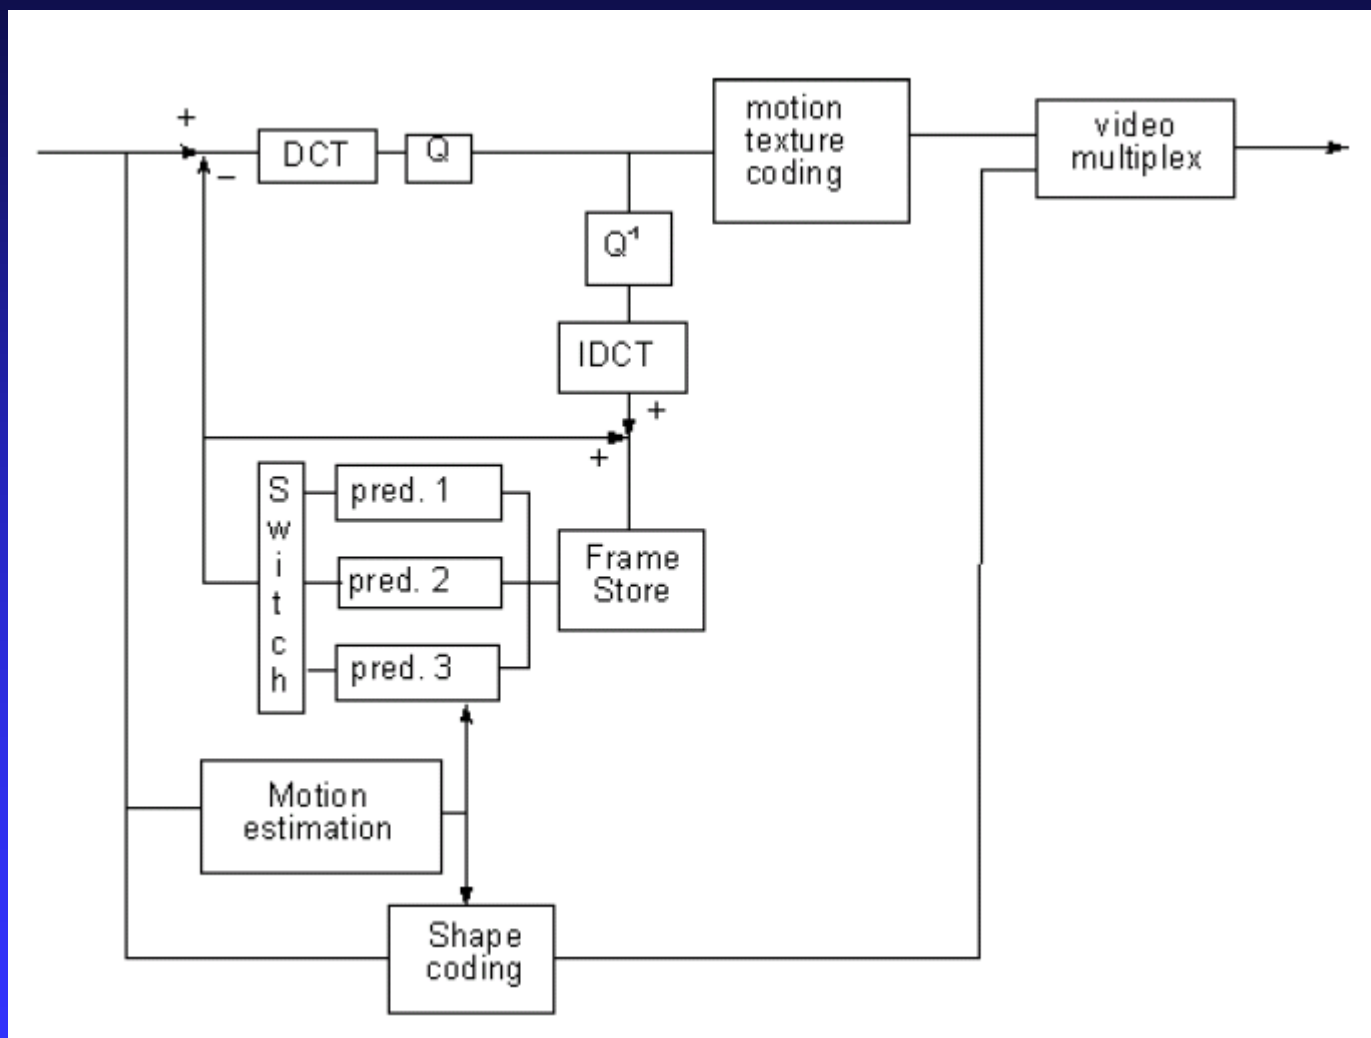 +
−
DCT
Q
motion
texture
coding
video
multiplex
Q⁻¹
IDCT
+
+
Switch
pred. 1
pred. 2
pred. 3
Frame
Store
Motion
estimation
Shape
coding